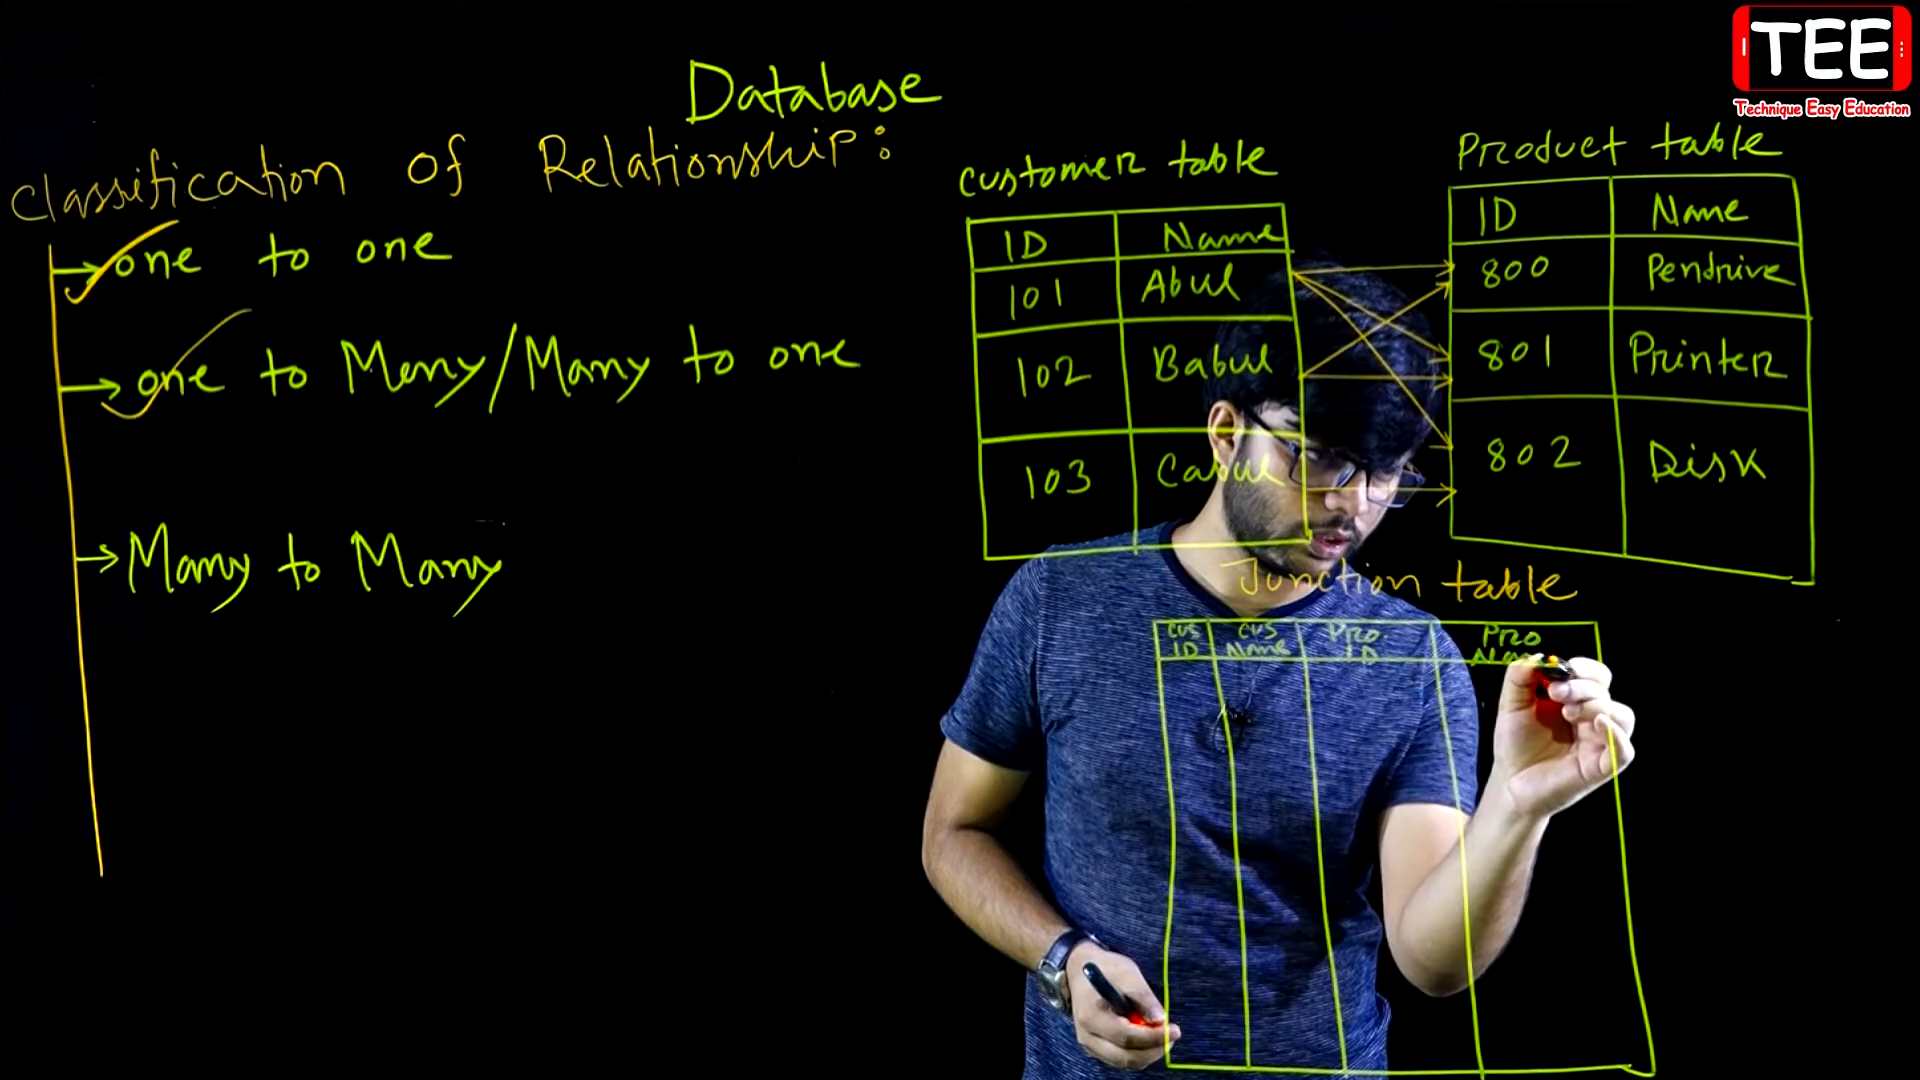 TEE
Technique Easy Education
Database
Classification of Relationship:
one to one
one to Many/Many to one
Many to Many
customer table
ID Name
101 Abul
102 Babul
103 Cabul
Product table
ID Name
800 Pendrive
801 Printer
802 Disk
Junction table
cus ID
cus Name
Pro. ID
Pro